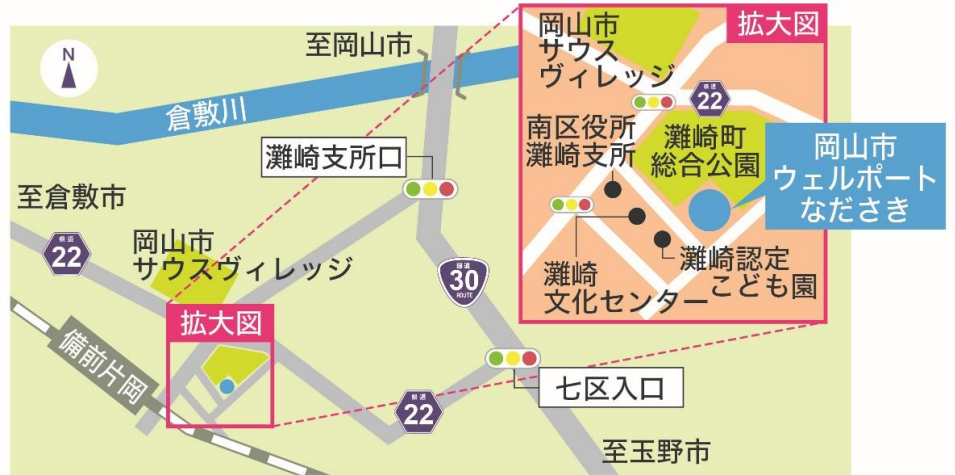 N
至岡山市
倉敷川
灘崎支所口
至倉敷市
県道
22
岡山市
サウスヴィレッジ
国道
30
ROUTE
拡大図
備前片岡
県道
22
七区入口
至玉野市
拡大図
岡山市
サウス
ヴィレッジ
県道
22
南区役所
灘崎支所
灘崎町
総合公園
岡山市
ウェルポート
なださき
灘崎
文化センター
灘崎認定
こども園